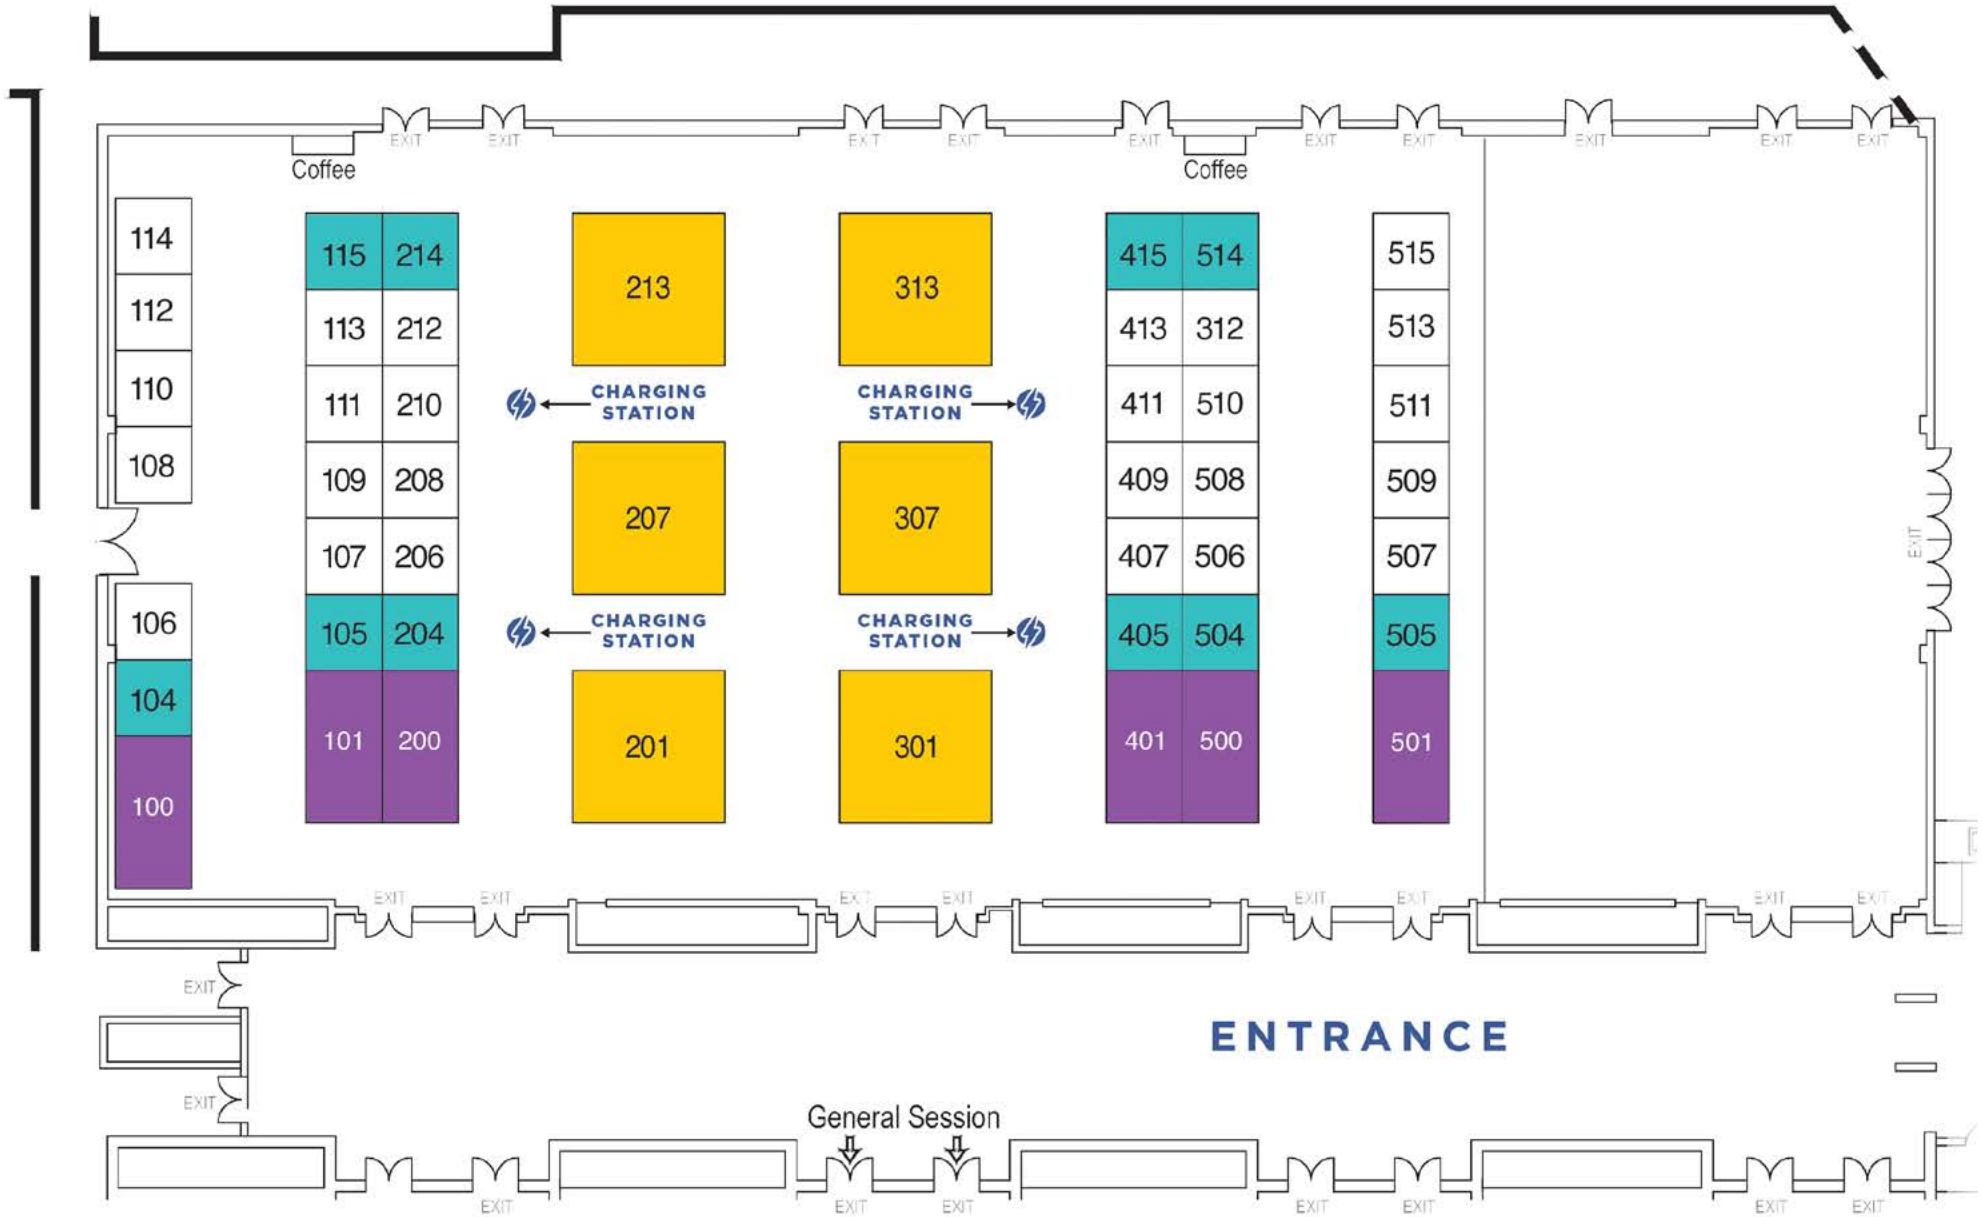 EXIT EXIT EXIT EXIT EXIT EXIT EXIT EXIT EXIT EXIT
Coffee Coffee
114
112
110
108
106
104
100
115 214
113 212
111 210
109 208
107 206
105 204
101 200
213
CHARGING
STATION
207
CHARGING
STATION
201
313
CHARGING
STATION
307
CHARGING
STATION
301
415 514
413 312
411 510
409 508
407 506
405 504
401 500
515
513
511
509
507
505
501
EXIT
EXIT EXIT EXIT EXIT EXIT EXIT EXIT EXIT
EXIT
ENTRANCE
EXIT
General Session
EXIT EXIT EXIT EXIT EXIT EXIT EXIT